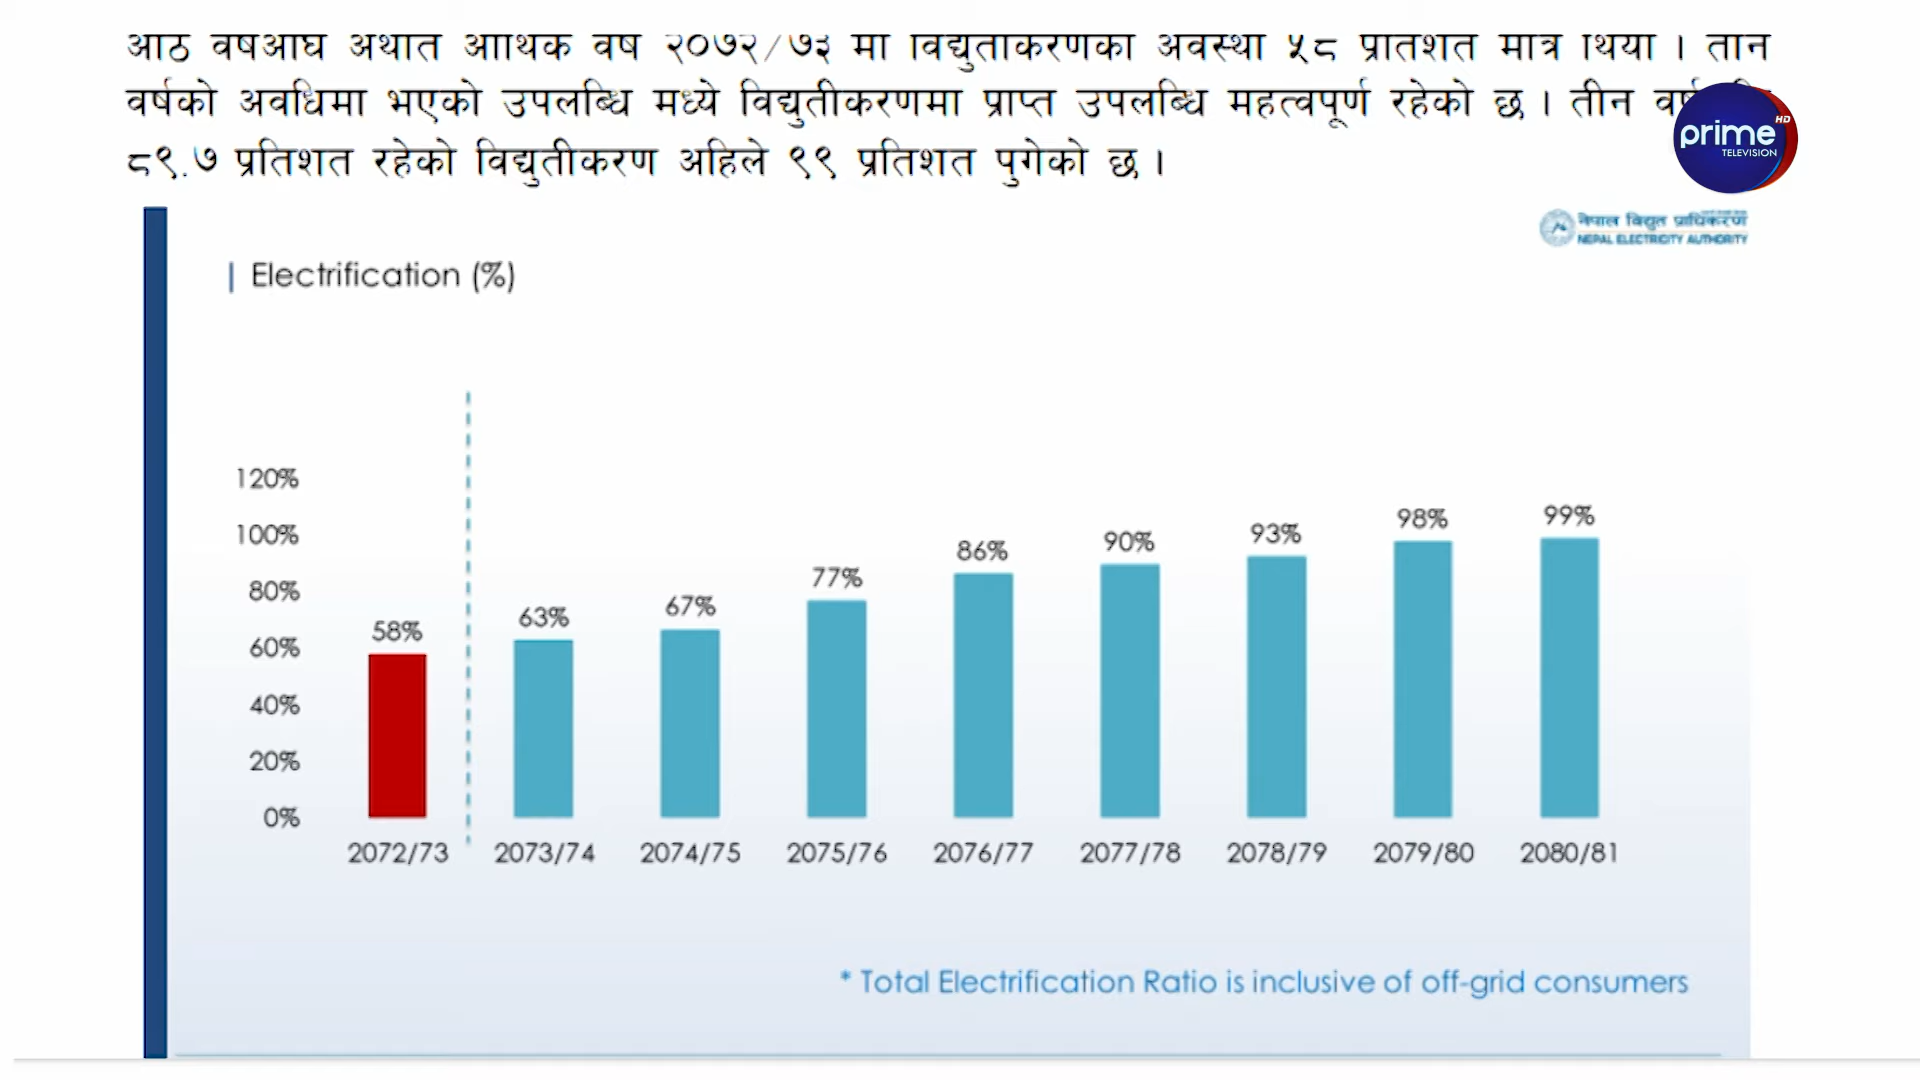 आठ वर्षअघि अर्थात आर्थिक वर्ष २०७२/७३ मा विद्युतीकरणको अवस्था ५८ प्रतिशत मात्र थियो । तीन
वर्षको अवधिमा भएको उपलब्धि मध्ये विद्युतीकरणमा प्राप्त उपलब्धि महत्वपूर्ण रहेको छ । तीन
८९.७ प्रतिशत रहेको विद्युतीकरण अहिले ९९ प्रतिशत पुगेको छ ।
prime HD
TELEVISION
नेपाल विद्युत प्राधिकरण
NEPAL ELECTRICITY AUTHORITY
| Electrification (%)
120%
100%
80%
60%
40%
20%
0%
58%
63%
67%
77%
86%
90%
93%
98%
99%
2072/73 2073/74 2074/75 2075/76 2076/77 2077/78 2078/79 2079/80 2080/81
* Total Electrification Ratio is inclusive of off-grid consumers